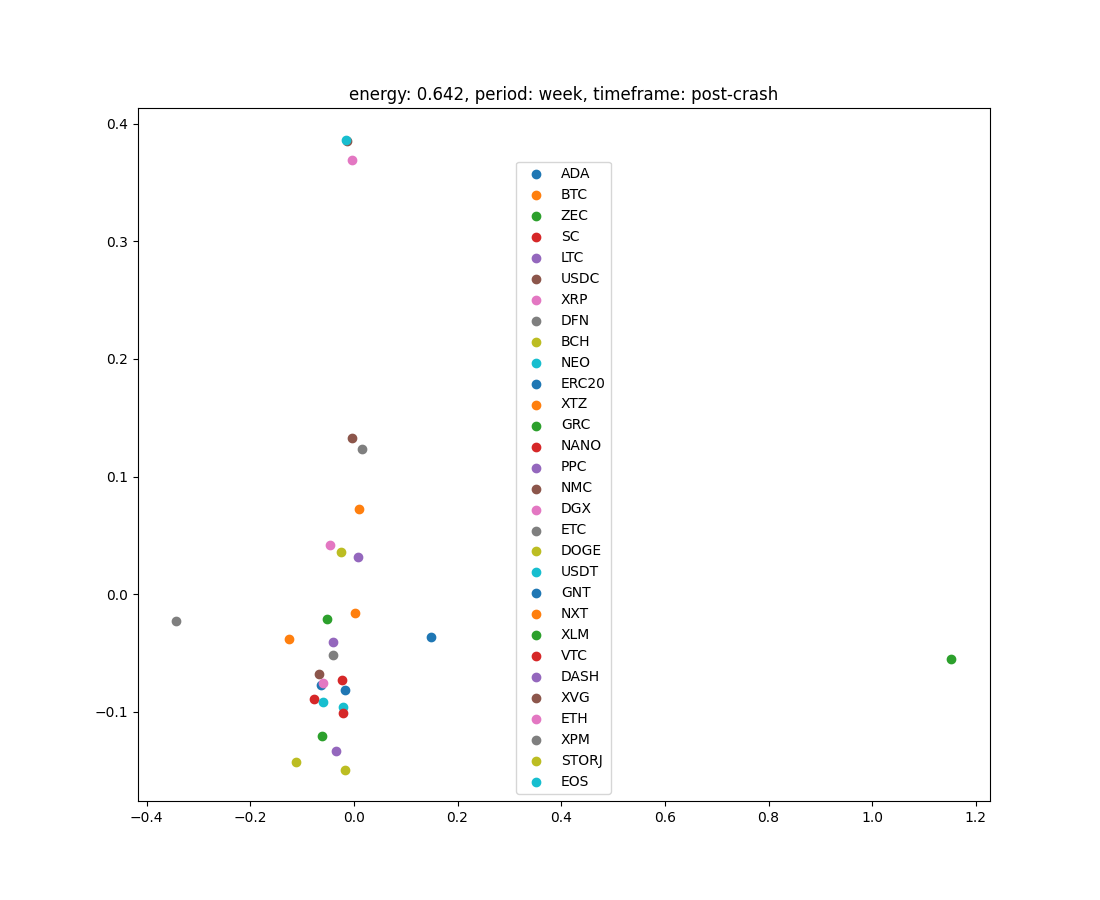 energy: 0.642, period: week, timeframe: post-crash
0.4
0.3
0.2
0.1
0.0
−0.1
ADA
BTC
ZEC
SC
LTC
USDC
XRP
DFN
BCH
NEO
ERC20
XTZ
GRC
NANO
PPC
NMC
DGX
ETC
DOGE
USDT
GNT
NXT
XLM
VTC
DASH
XVG
ETH
XPM
STORJ
EOS
−0.4 −0.2 0.0 0.2 0.4 0.6 0.8 1.0 1.2